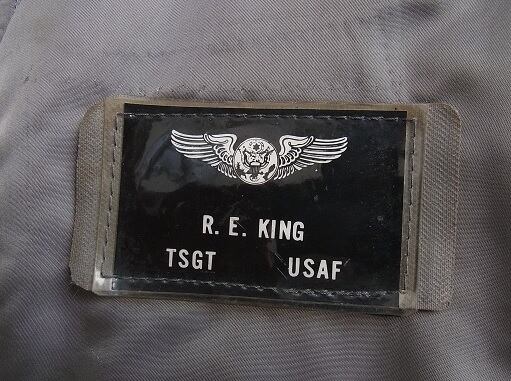 R. E. KING
TSGT USAF